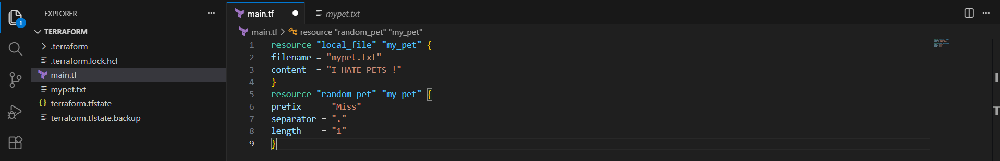 EXPLORER
TERRAFORM
.terraform
.terraform.lock.hcl
main.tf
mypet.txt
terraform.tfstate
terraform.tfstate.backup
1
main.tf
mypet.txt
main.tf > resource "random_pet" "my_pet"
1 resource "local_file" "my_pet" {
2 filename = "mypet.txt"
3 content  = "I HATE PETS !"
4 }
5 resource "random_pet" "my_pet" {
6 prefix    = "Miss"
7 separator = "."
8 length    = "1"
9 }